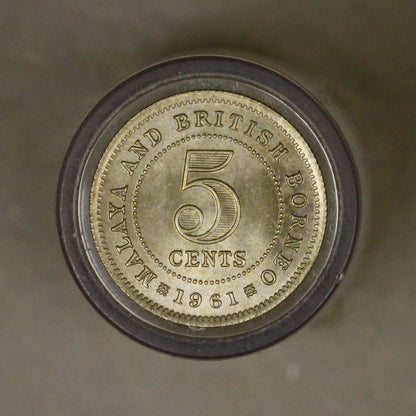 MALAYA AND BRITISH BORNEO
5
CENTS
1961